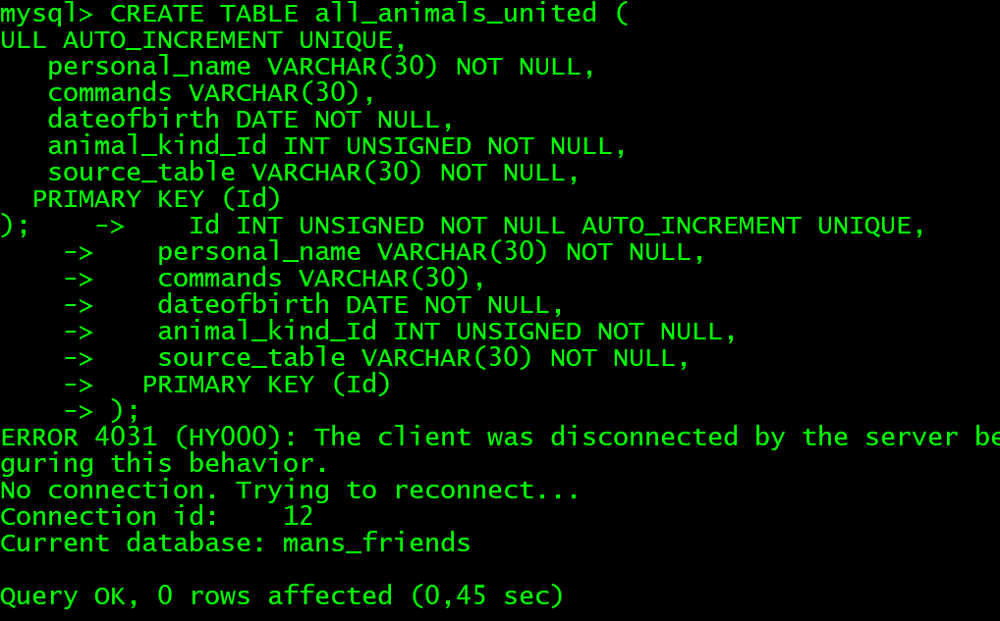 mysql> CREATE TABLE all_animals_united (
ULL AUTO_INCREMENT UNIQUE,
   personal_name VARCHAR(30) NOT NULL,
   commands VARCHAR(30),
   dateofbirth DATE NOT NULL,
   animal_kind_Id INT UNSIGNED NOT NULL,
   source_table VARCHAR(30) NOT NULL,
  PRIMARY KEY (Id)
);    ->    Id INT UNSIGNED NOT NULL AUTO_INCREMENT UNIQUE,
    ->    personal_name VARCHAR(30) NOT NULL,
    ->    commands VARCHAR(30),
    ->    dateofbirth DATE NOT NULL,
    ->    animal_kind_Id INT UNSIGNED NOT NULL,
    ->    source_table VARCHAR(30) NOT NULL,
    ->   PRIMARY KEY (Id)
    -> );
ERROR 4031 (HY000): The client was disconnected by the server be
guring this behavior.
No connection. Trying to reconnect...
Connection id:    12
Current database: mans_friends

Query OK, 0 rows affected (0,45 sec)